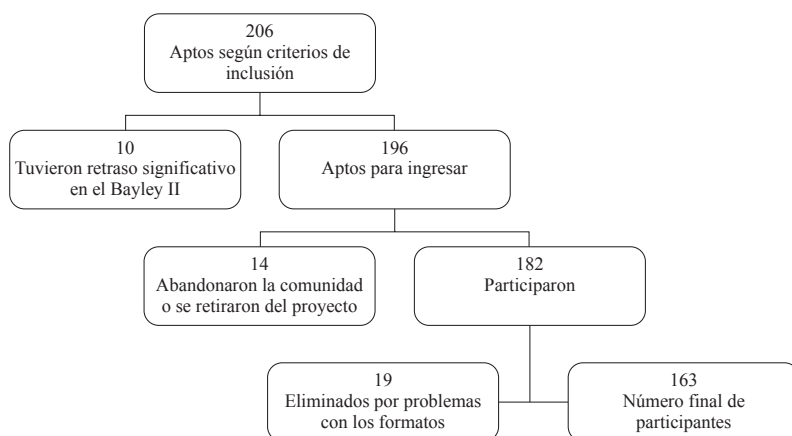 206
Aptos según criterios de
inclusión
10
Tuvieron retraso significativo
en el Bayley II
196
Aptos para ingresar
14
Abandonaron la comunidad
o se retiraron del proyecto
182
Participaron
19
Eliminados por problemas
con los formatos
163
Número final de
participantes